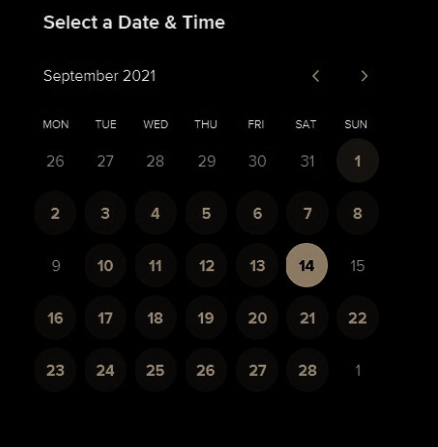 Select a Date & Time
September 2021
MON TUE WED THU FRI SAT SUN
26 27 28 29 30 31 1
2 3 4 5 6 7 8
9 10 11 12 13 14 15
16 17 18 19 20 21 22
23 24 25 26 27 28 1